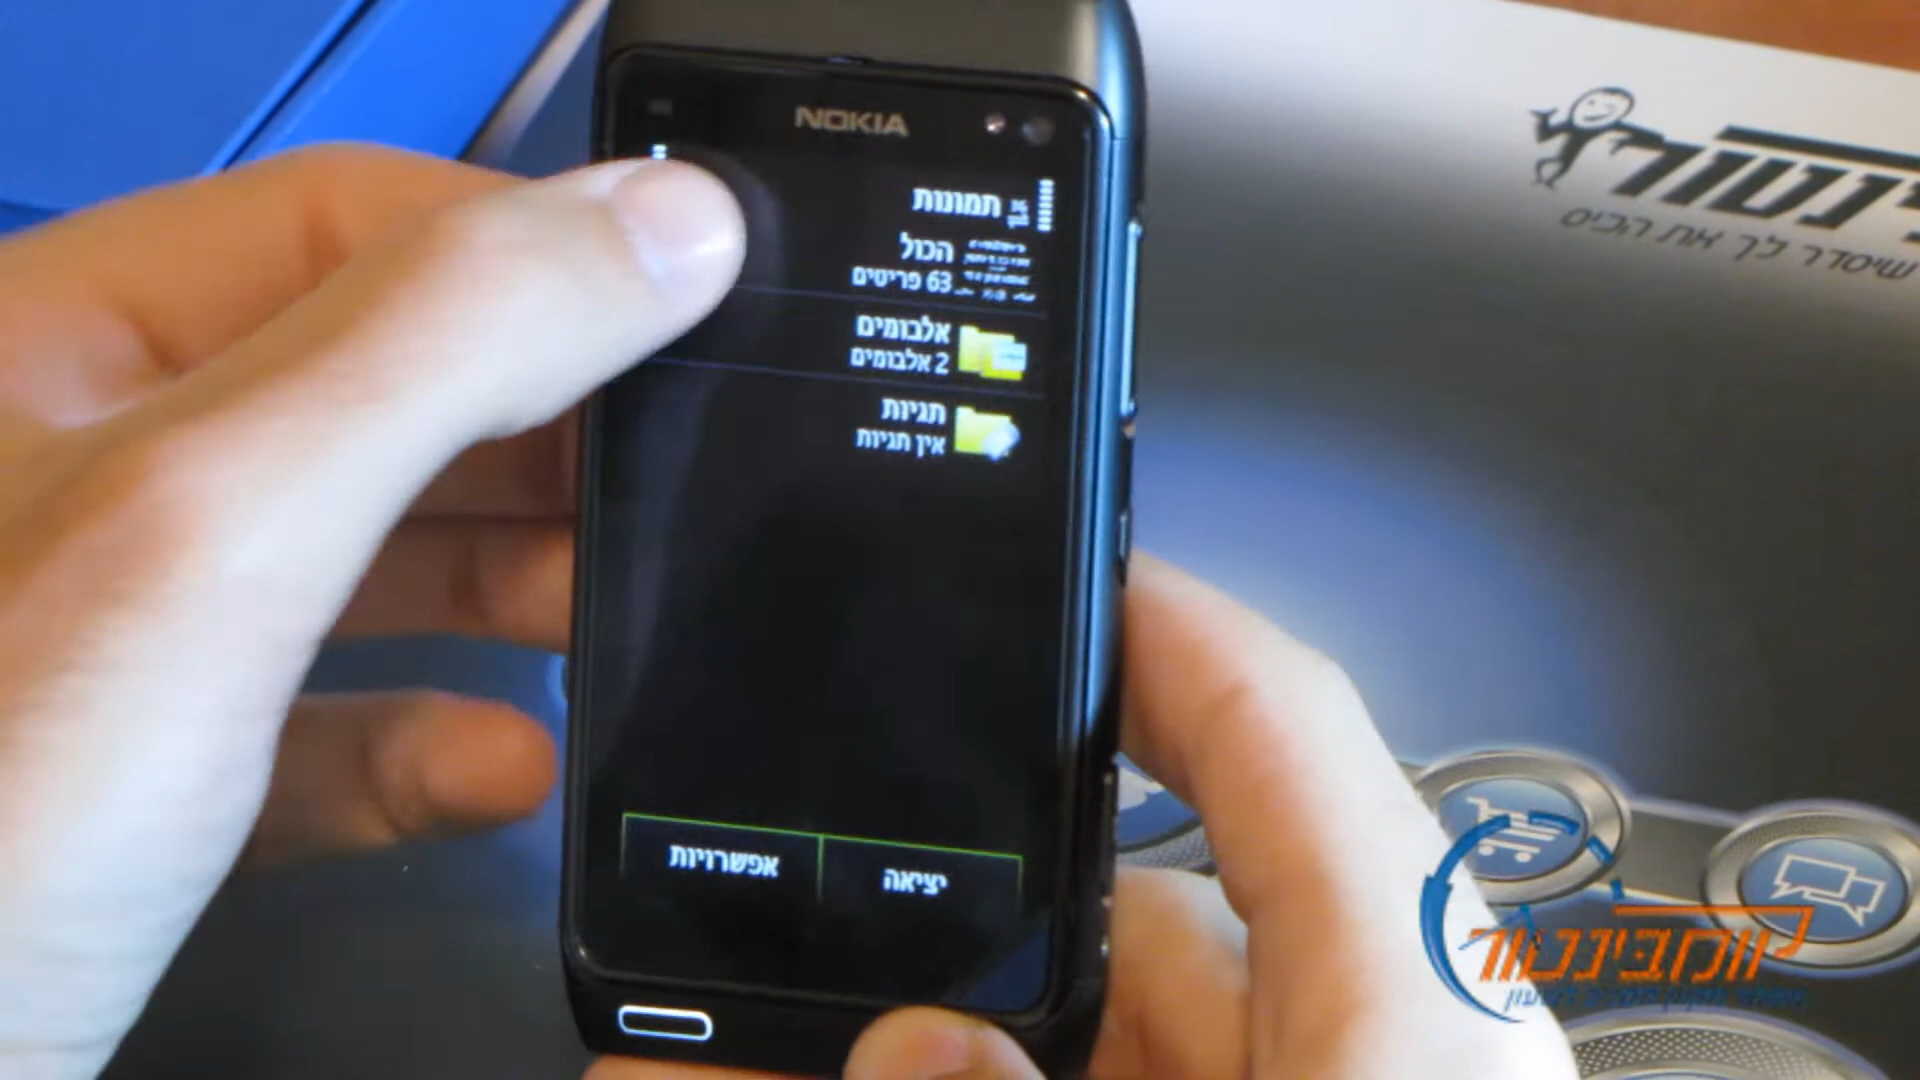 NOKIA
תמונות
הכול
63 פריטים
אלבומים
2 אלבומים
תגיות
אין תגיות
אפשרויות
יציאה
שיסדר לך את הכיס